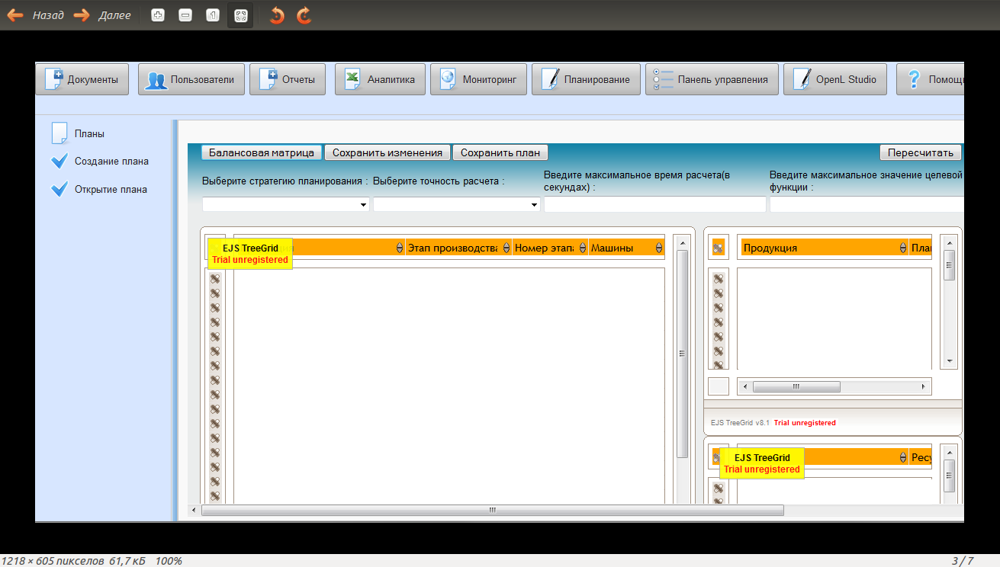 Назад Далее
Документы Пользователи Отчеты Аналитика Мониторинг Планирование Панель управления OpenL Studio Помощ
Планы
Создание плана
Открытие плана
Балансовая матрица Сохранить изменения Сохранить план Пересчитать
Выберите стратегию планирования : Выберите точность расчета :
Введите максимальное время расчета(в
секундах) :
Введите максимальное значение целевой
функции :
EJS TreeGrid
Trial unregistered
Этап производства Номер этап Машины
Продукция Пла
EJS TreeGrid v8.1 Trial unregistered
EJS TreeGrid
Trial unregistered
Ресу
1218 × 605 пикселов 61,7 кБ 100% 3 / 7